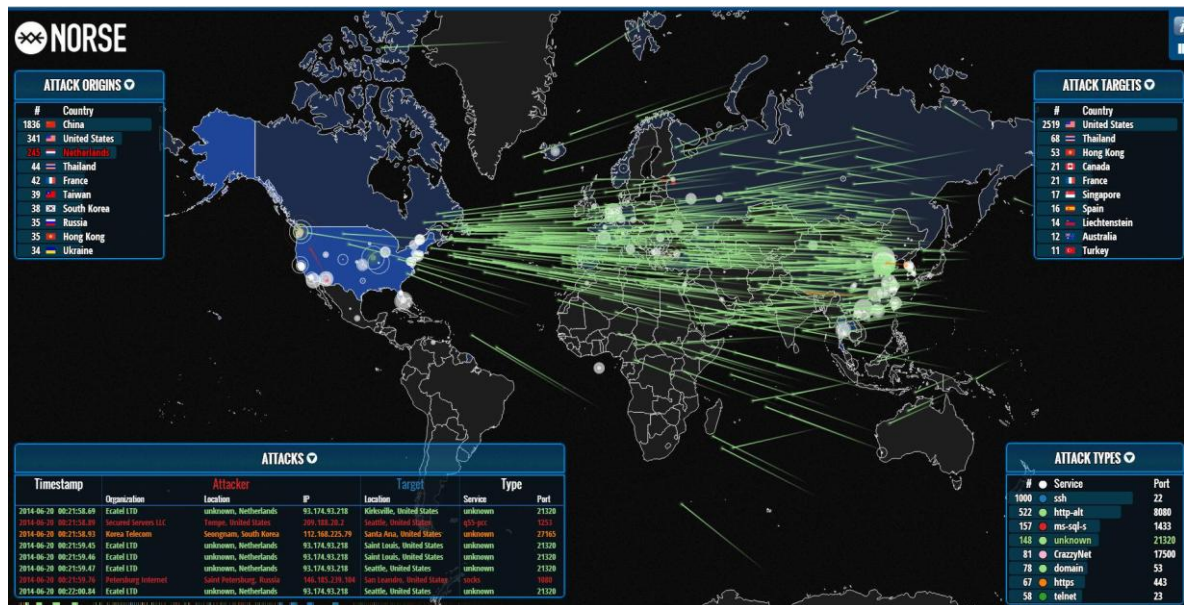 NORSE
ATTACK ORIGINS
# Country
1836 China
341 United States
245 Netherlands
44 Thailand
42 France
39 Taiwan
38 South Korea
35 Russia
35 Hong Kong
34 Ukraine
ATTACK TARGETS
# Country
2519 United States
68 Thailand
53 Hong Kong
21 Canada
21 France
17 Singapore
16 Spain
14 Liechtenstein
12 Australia
11 Turkey
ATTACKS
Timestamp Attacker Target Type
Organization Location IP Location Service Port
2014-06-20 00:21:58.69 Ecatel LTD unknown, Netherlands 93.174.93.218 Kirksville, United States unknown 21320
2014-06-20 00:21:58.89 Secured Servers LLC Tempe, United States 209.188.20.2 Seattle, United States 1251
2014-06-20 00:21:58.93 Korea Telecom Seongnam, South Korea 112.168.225.79 Santa Ana, United States unknown 27165
2014-06-20 00:21:59.45 Ecatel LTD unknown, Netherlands 93.174.93.218 Saint Louis, United States unknown 21320
2014-06-20 00:21:59.46 Ecatel LTD unknown, Netherlands 93.174.93.218 Saint Louis, United States unknown 21320
2014-06-20 00:21:59.47 Ecatel LTD unknown, Netherlands 93.174.93.218 Seattle, United States unknown 21320
2014-06-20 00:21:59.76 Petersburg Internet Saint Petersburg, Russia 146.185.239.104 San Leandro, United States socks 1080
2014-06-20 00:22:00.84 Ecatel LTD unknown, Netherlands 93.174.93.218 Seattle, United States unknown 21320
ATTACK TYPES
# Service Port
1000 ssh 22
522 http-alt 8080
157 ms-sql-s 1433
148 unknown 21320
81 CrazzyNet 17500
78 domain 53
67 https 443
58 telnet 23